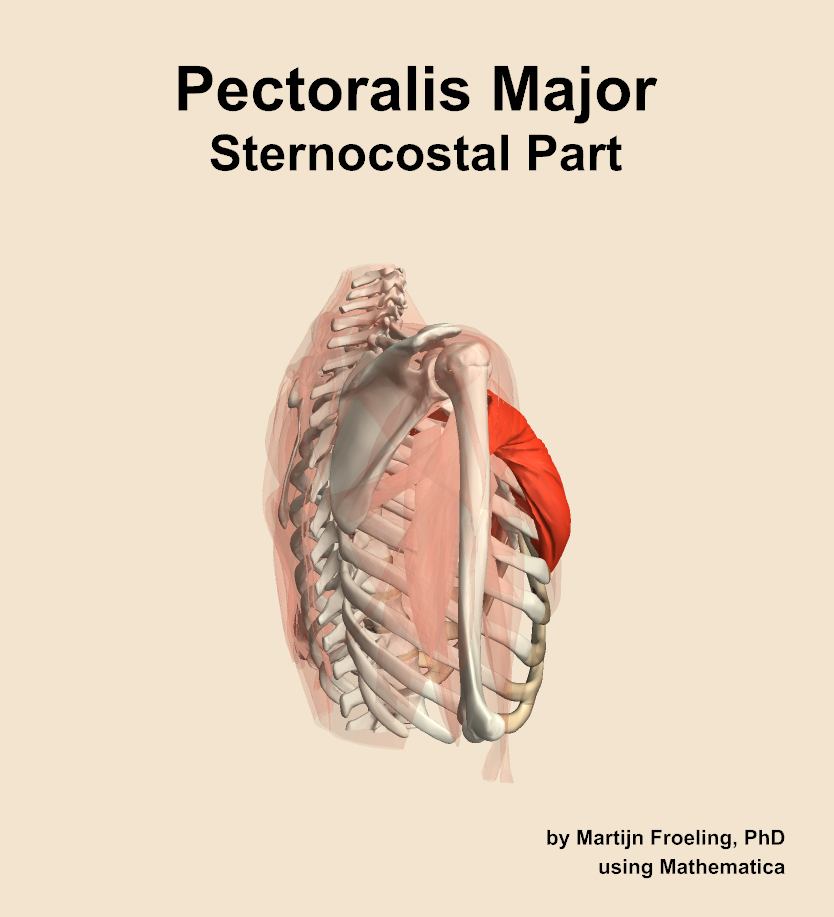 Pectoralis Major
Sternocostal Part
by Martijn Froeling, PhD
using Mathematica